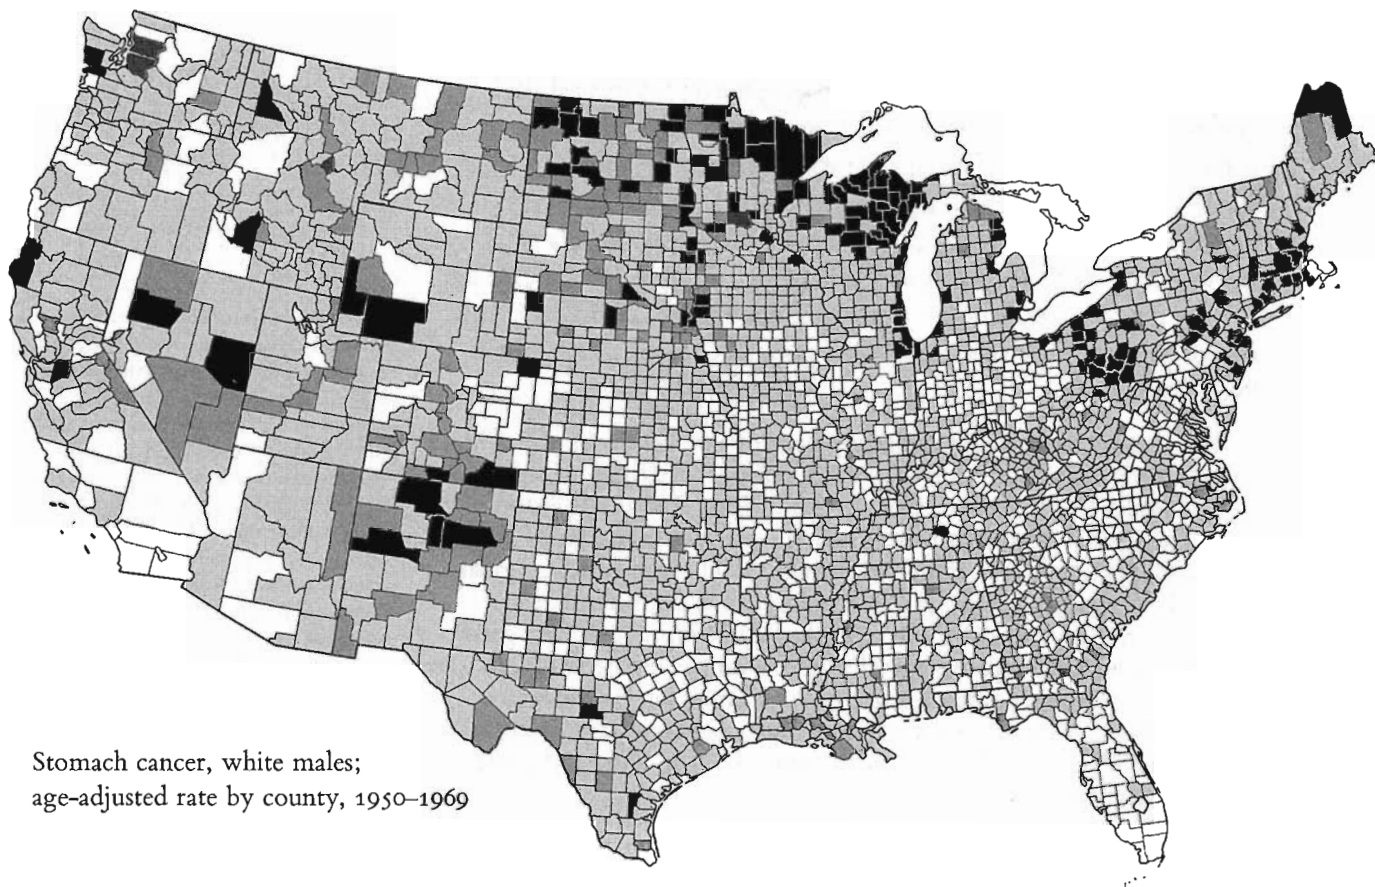 Stomach cancer, white males;
age-adjusted rate by county, 1950–1969